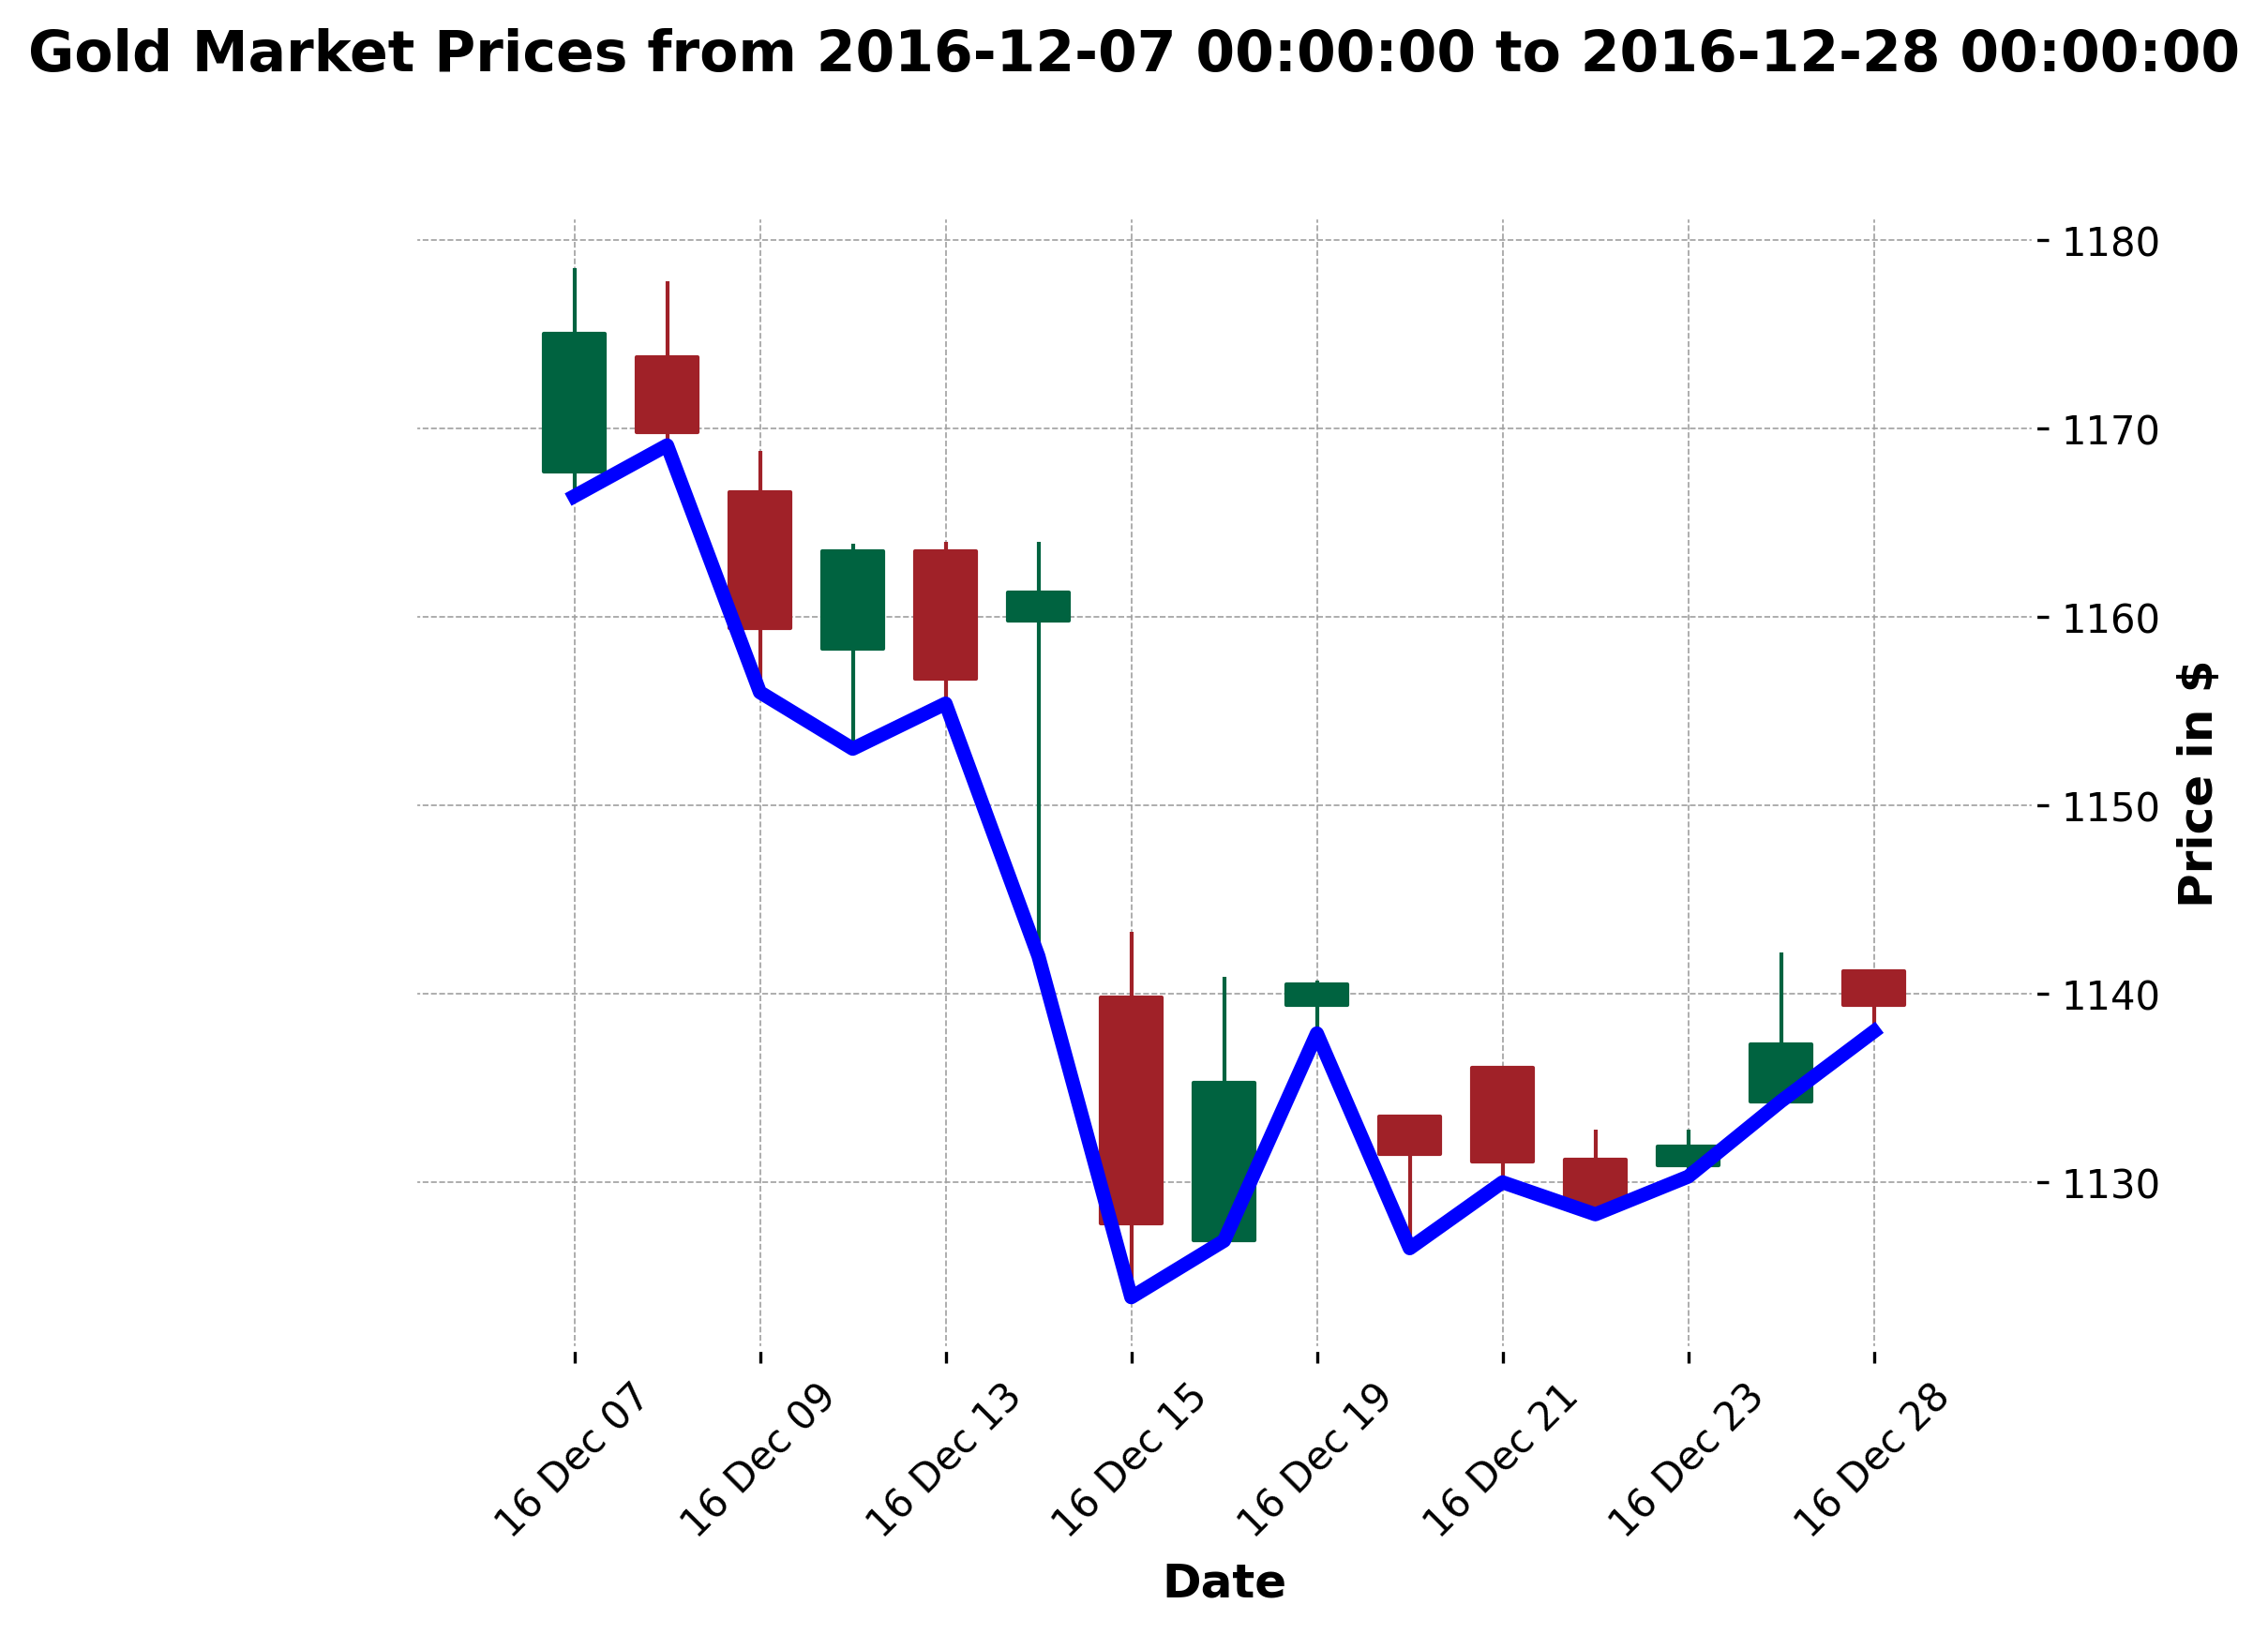 Gold Market Prices from 2016-12-07 00:00:00 to 2016-12-28 00:00:00
1180
1170
1160
1150
1140
1130
Price in $
16 Dec 07
16 Dec 09
16 Dec 13
16 Dec 15
16 Dec 19
16 Dec 21
16 Dec 23
16 Dec 28
Date